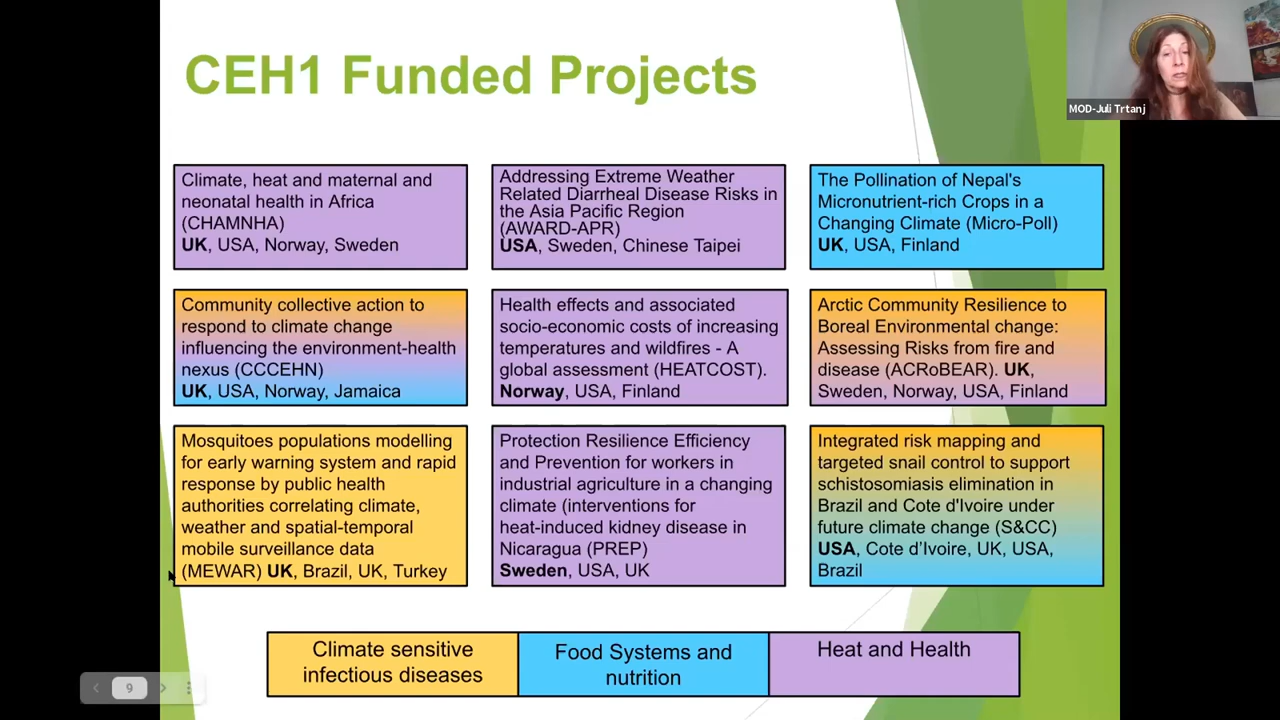 CEH1 Funded Projects
MOD-Juli Trtanj
Climate, heat and maternal and
neonatal health in Africa
(CHAMNHA)
UK, USA, Norway, Sweden
Addressing Extreme Weather
Related Diarrheal Disease Risks in
the Asia Pacific Region
(AWARD-APR)
USA, Sweden, Chinese Taipei
The Pollination of Nepal's
Micronutrient-rich Crops in a
Changing Climate (Micro-Poll)
UK, USA, Finland
Community collective action to
respond to climate change
influencing the environment-health
nexus (CCCEHN)
UK, USA, Norway, Jamaica
Health effects and associated
socio-economic costs of increasing
temperatures and wildfires - A
global assessment (HEATCOST).
Norway, USA, Finland
Arctic Community Resilience to
Boreal Environmental change:
Assessing Risks from fire and
disease (ACRoBEAR). UK,
Sweden, Norway, USA, Finland
Mosquitoes populations modelling
for early warning system and rapid
response by public health
authorities correlating climate,
weather and spatial-temporal
mobile surveillance data
(MEWAR) UK, Brazil, UK, Turkey
Protection Resilience Efficiency
and Prevention for workers in
industrial agriculture in a changing
climate (interventions for
heat-induced kidney disease in
Nicaragua (PREP)
Sweden, USA, UK
Integrated risk mapping and
targeted snail control to support
schistosomiasis elimination in
Brazil and Cote d'Ivoire under
future climate change (S&CC)
USA, Cote d’Ivoire, UK, USA,
Brazil
Climate sensitive
infectious diseases
Food Systems and
nutrition
Heat and Health
9